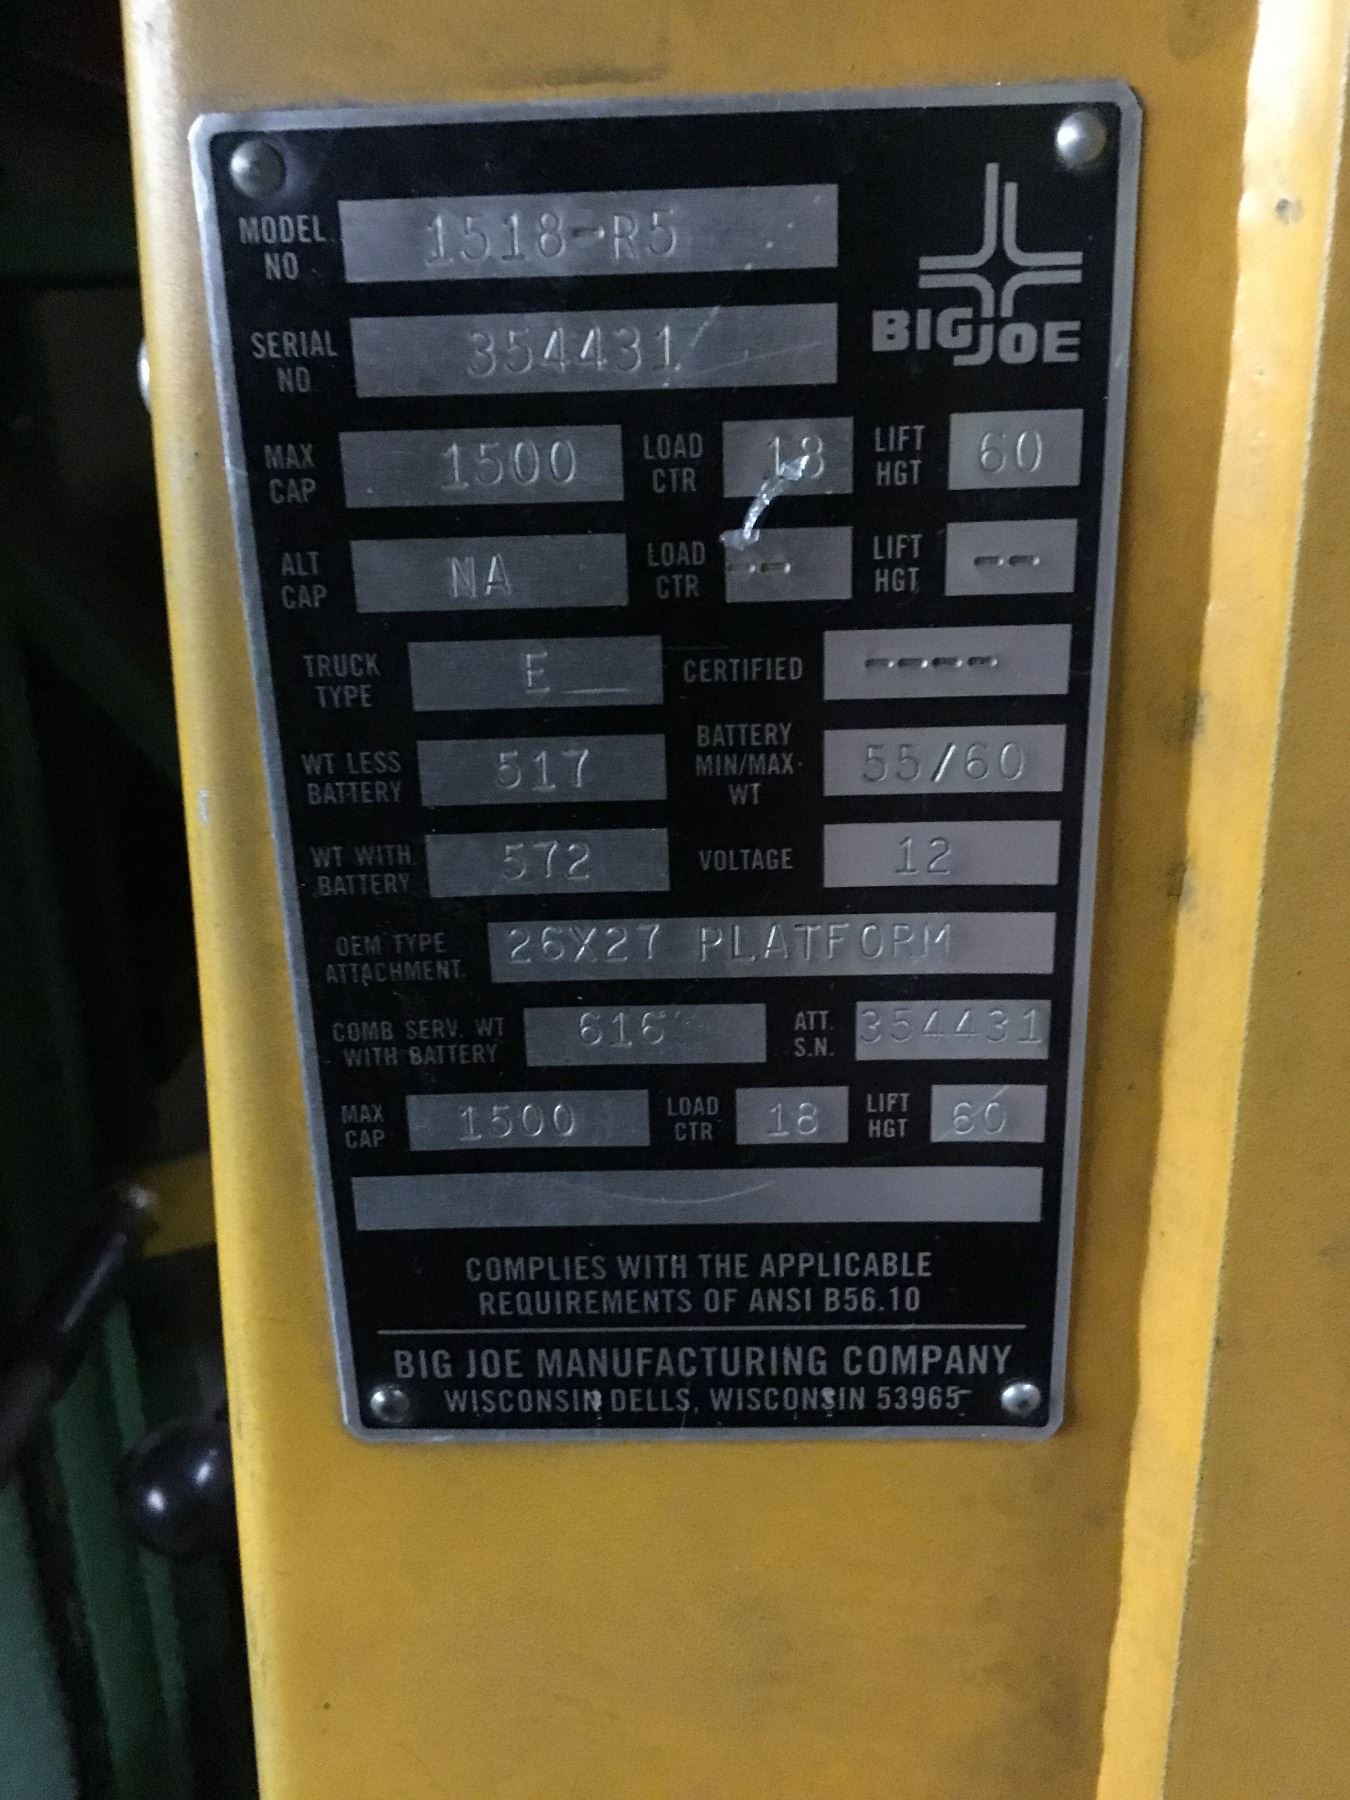 MODEL NO 1518-R5
BIG JOE
SERIAL NO 354431
MAX CAP 1500 LOAD CTR 18 LIFT HGT 60
ALT CAP NA LOAD CTR -- LIFT HGT --
TRUCK TYPE E CERTIFIED ----
WT LESS BATTERY 517 BATTERY MIN/MAX WT 55/60
WT WITH BATTERY 572 VOLTAGE 12
OEM TYPE ATTACHMENT 26X27 PLATFORM
COMB SERV. WT WITH BATTERY 616 ATT. S.N. 354431
MAX CAP 1500 LOAD CTR 18 LIFT HGT 60
COMPLIES WITH THE APPLICABLE
REQUIREMENTS OF ANSI B56.10
BIG JOE MANUFACTURING COMPANY
WISCONSIN DELLS, WISCONSIN 53965